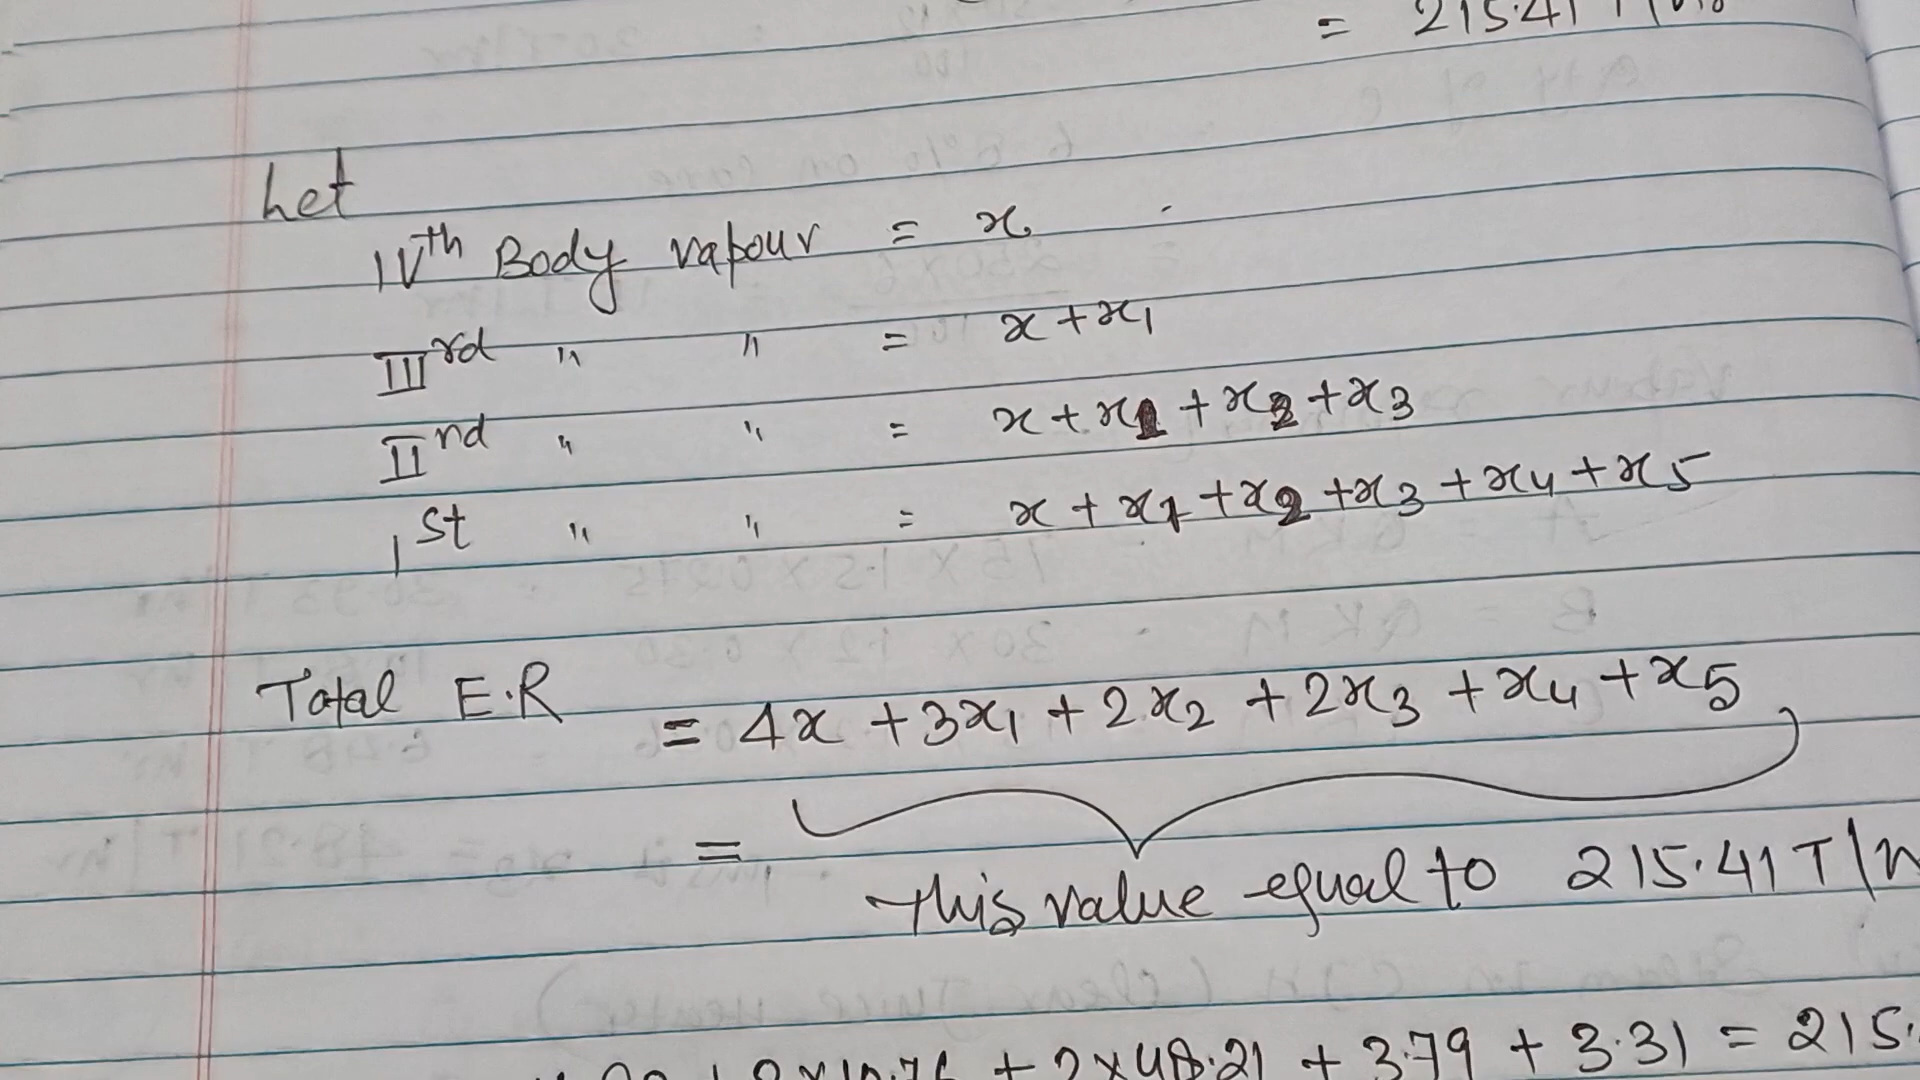 = 215.41 T/hr
Let
IVth Body vapour = x
IIIrd " " = x + x1
IInd " " = x + x1 + x2 + x3
1st " " = x + x1 + x2 + x3 + x4 + x5
Total E.R = 4x + 3x1 + 2x2 + 2x3 + x4 + x5
=
this value equal to 215.41 T/h
+ 2×48.21 + 3.79 + 3.31 = 215.